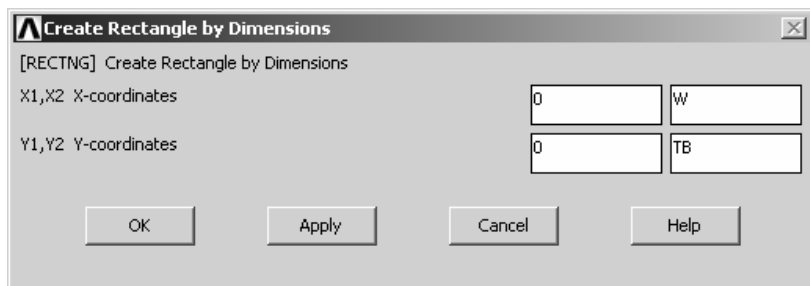 Create Rectangle by Dimensions
[RECTNG] Create Rectangle by Dimensions
X1,X2 X-coordinates 0 W
Y1,Y2 Y-coordinates 0 TB
OK Apply Cancel Help